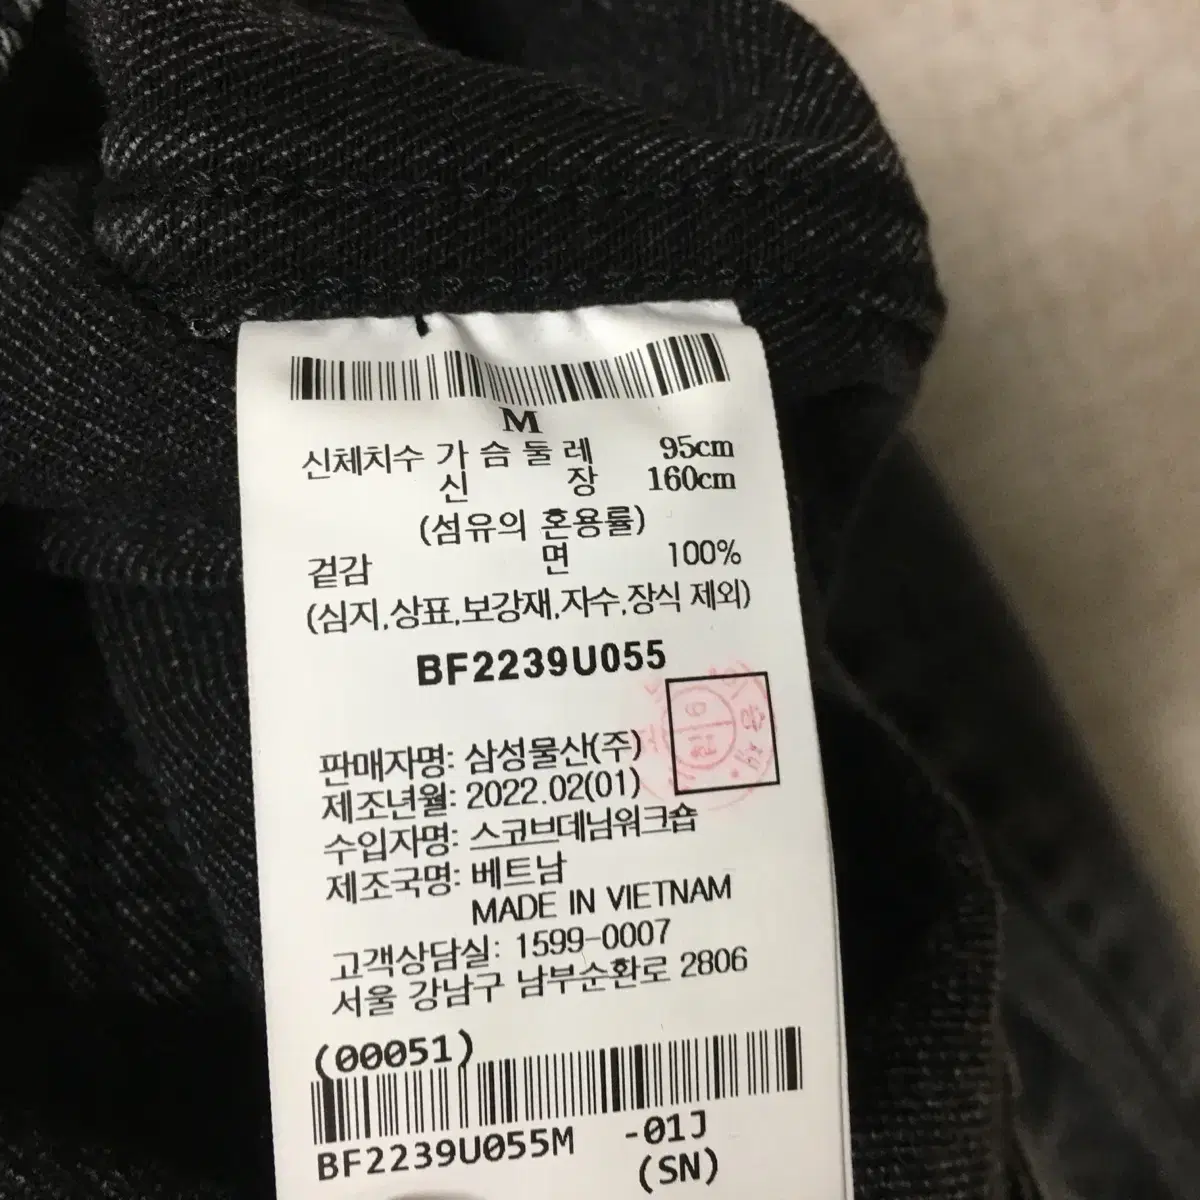 M
신체치수 가슴둘레 95cm
신장 160cm
(섬유의 혼용률)
겉감 면 100%
(심지,상표,보강재,자수,장식 제외)
BF2239U055
판매자명: 삼성물산(주)
제조년월: 2022.02(01)
수입자명: 스코브데님워크숍
제조국명: 베트남
MADE IN VIETNAM
고객상담실: 1599-0007
서울 강남구 남부순환로 2806
(00051)
BF2239U055M -01J
(SN)